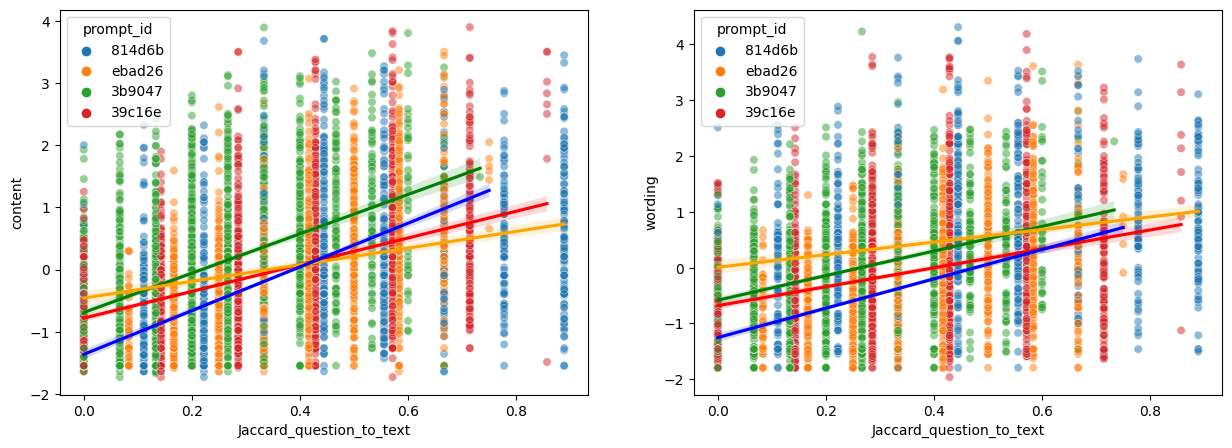 prompt_id
814d6b
ebad26
3b9047
39c16e
4
3
2
1
0
−1
−2
content
0.0
0.2
0.4
0.6
0.8
Jaccard_question_to_text
prompt_id
814d6b
ebad26
3b9047
39c16e
4
3
2
1
0
−1
−2
wording
0.0
0.2
0.4
0.6
0.8
Jaccard_question_to_text